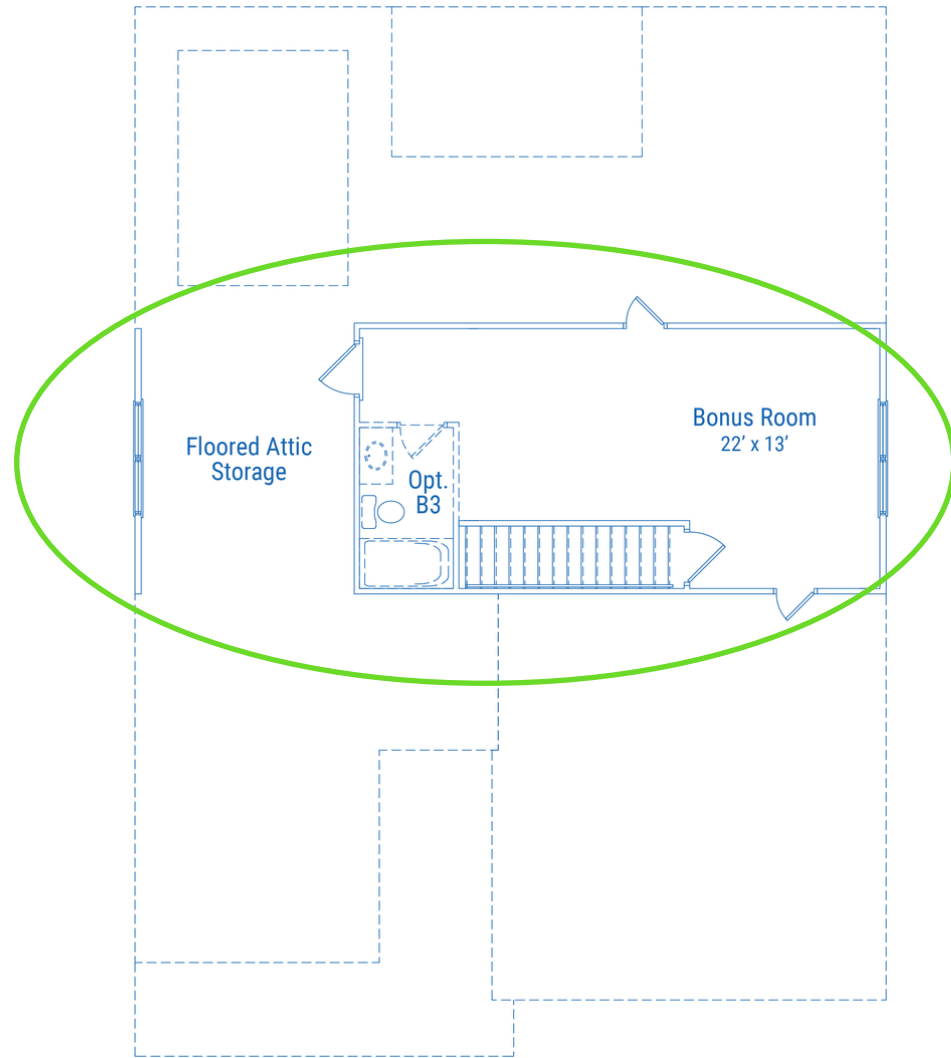 Floored Attic
Storage
Opt.
B3
Bonus Room
22’ x 13’